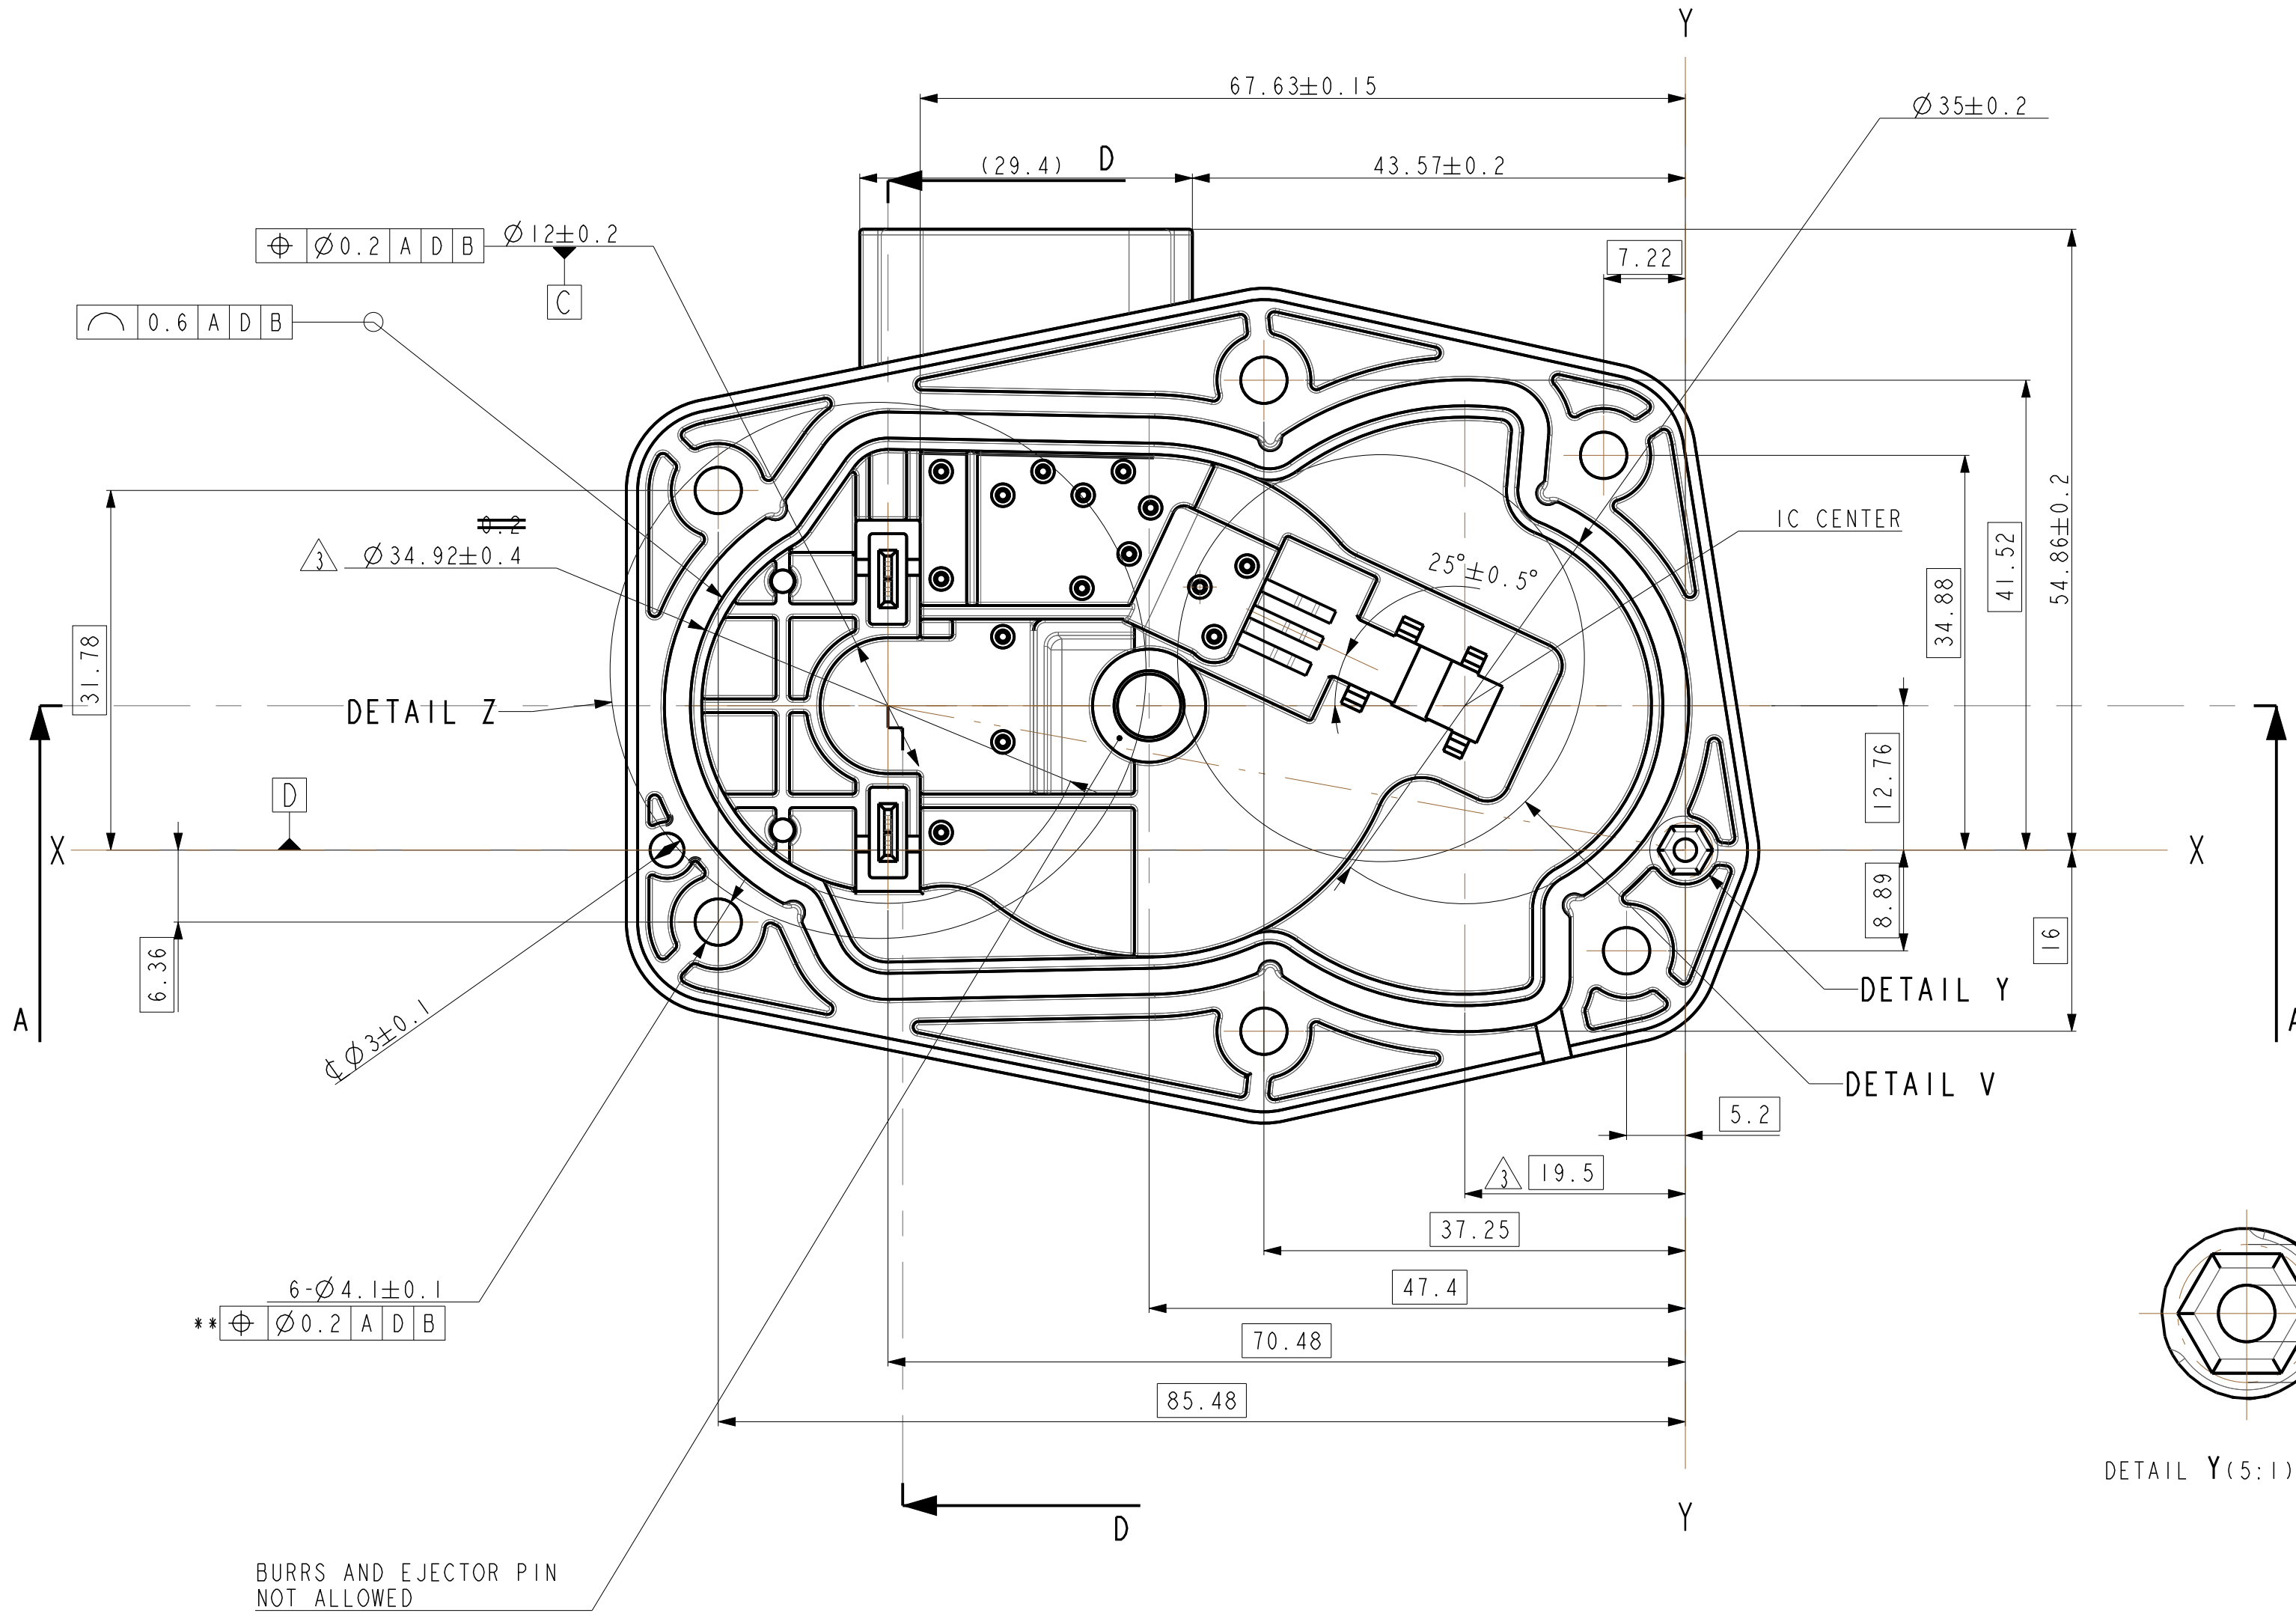 Y
67.63±0.15
Ø35±0.2
(29.4)
D
43.57±0.2
Ø0.2 A D B
Ø12±0.2
7.22
C
0.6 A D B
0.2
3 Ø34.92±0.4
IC CENTER
25°±0.5°
41.52
54.86±0.2
34.88
31.78
DETAIL Z
12.76
D
X
X
8.89
16
6.36
DETAIL Y
A
A
Ø3±0.1
DETAIL V
5.2
3 19.5
37.25
6-Ø4.1±0.1
47.4
** Ø0.2 A D B
70.48
85.48
DETAIL Y(5:1)
Y
D
BURRS AND EJECTOR PIN
NOT ALLOWED